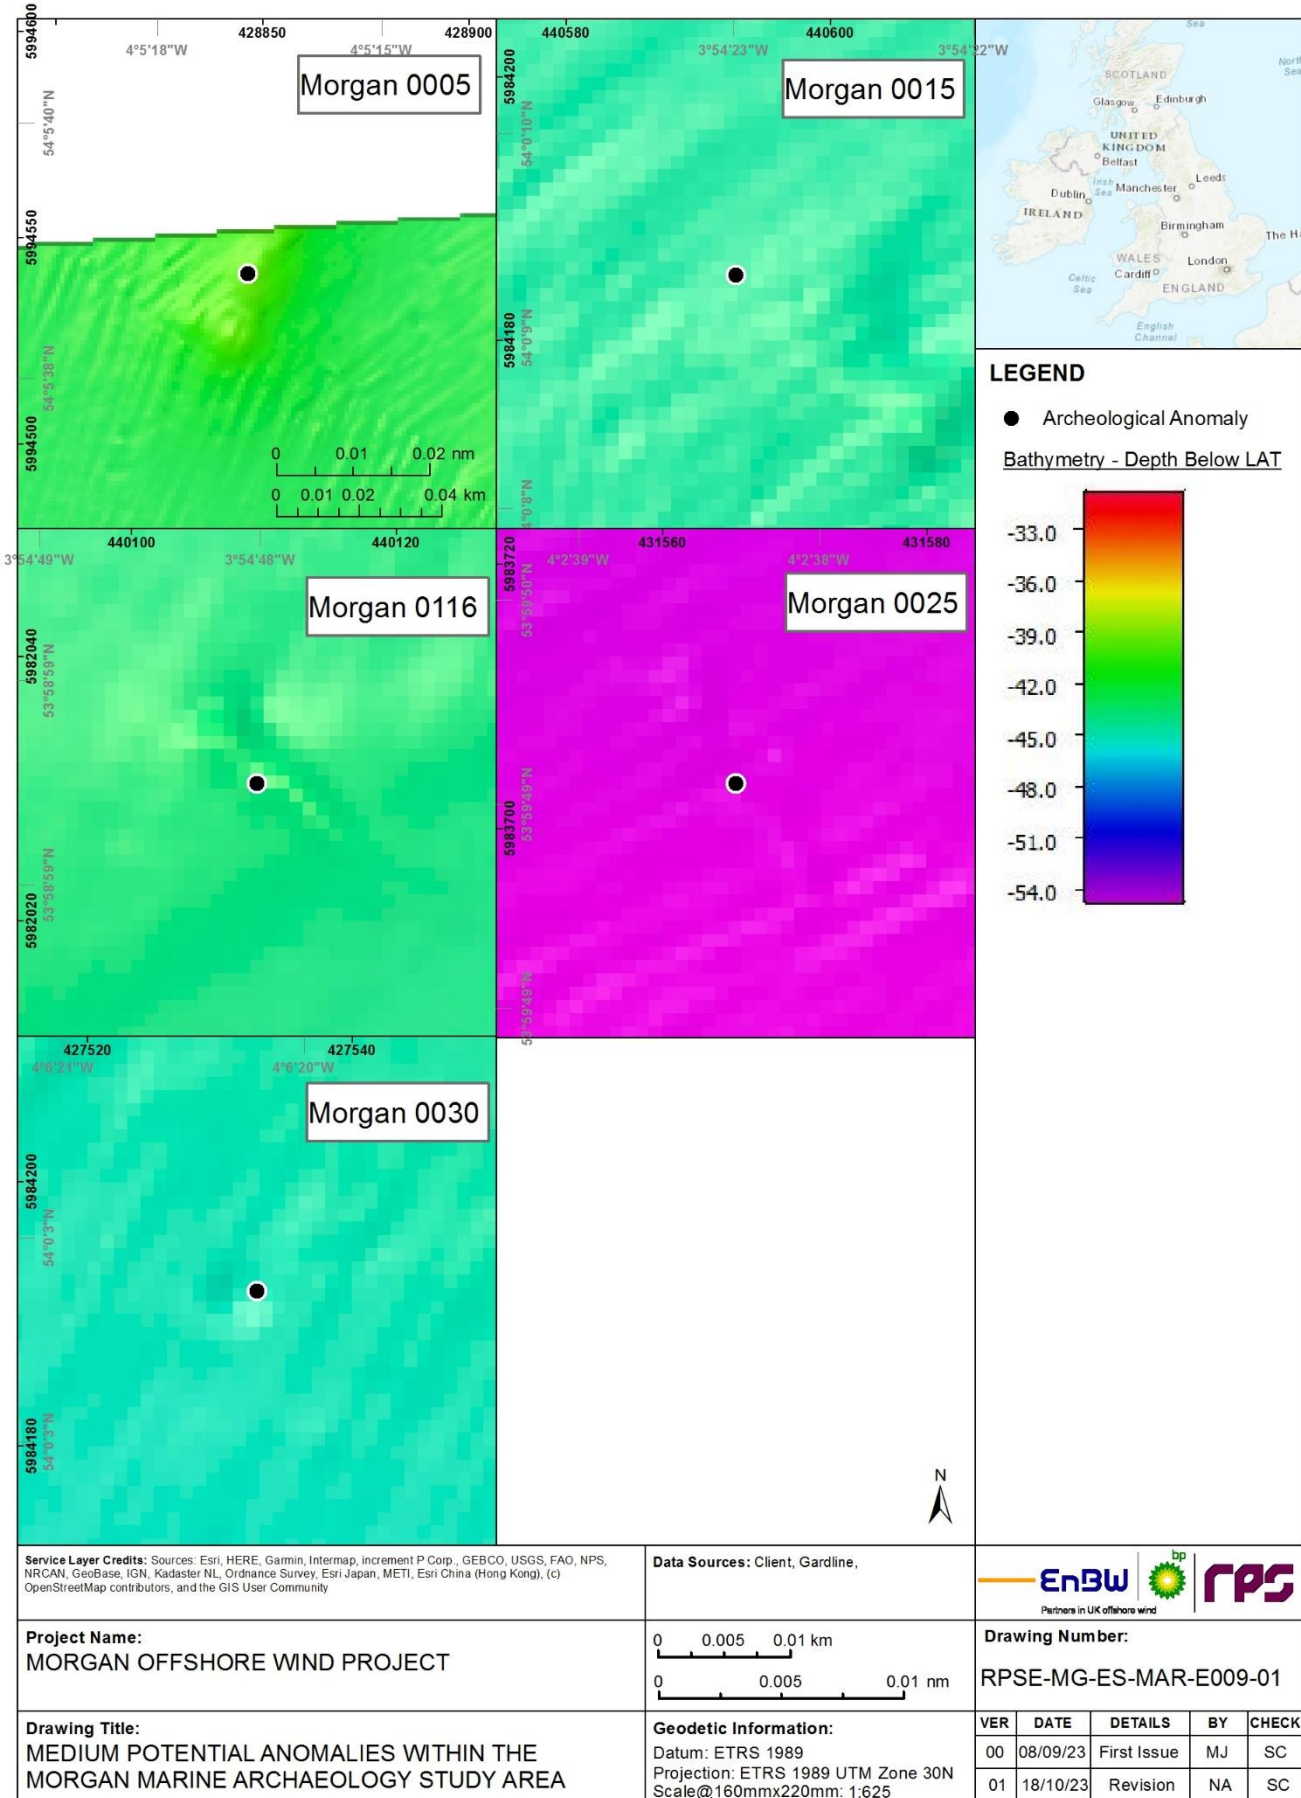 428850
428900
4°5'18"W
4°5'15"W
5994600
54°5'40"N
5994550
54°5'38"N
5994500
Morgan 0005
0 0.01 0.02 nm
0 0.01 0.02 0.04 km
440580
440600
3°54'23"W
3°54'22"W
5984200
54°0'10"N
5984180
54°0'9"N
4°0'8"N
Morgan 0015
440100
440120
3°54'49"W
3°54'48"W
5982040
53°58'59"N
5982020
53°58'59"N
Morgan 0116
431560
431580
4°2'39"W
4°2'38"W
5983720
53°59'50"N
5983700
53°59'49"N
53°59'49"N
Morgan 0025
427520
427540
4°6'21"W
4°6'20"W
5984200
54°0'3"N
5984180
54°0'3"N
Morgan 0030
N
Sea
North
Sea
SCOTLAND
Glasgow
Edinburgh
UNITED
KINGDOM
Belfast
Irish
Sea
Leeds
Dublin
Manchester
IRELAND
Birmingham
The Ha
WALES
London
Cardiff
Celtic
Sea
ENGLAND
English
Channel
LEGEND
Archeological Anomaly
Bathymetry - Depth Below LAT
-33.0
-36.0
-39.0
-42.0
-45.0
-48.0
-51.0
-54.0
Service Layer Credits: Sources: Esri, HERE, Garmin, Intermap, increment P Corp., GEBCO, USGS, FAO, NPS,
NRCAN, GeoBase, IGN, Kadaster NL, Ordnance Survey, Esri Japan, METI, Esri China (Hong Kong), (c)
OpenStreetMap contributors, and the GIS User Community
Data Sources: Client, Gardline,
EnBW
Partners in UK offshore wind
bp
rps
Project Name:
MORGAN OFFSHORE WIND PROJECT
0 0.005 0.01 km
0 0.005 0.01 nm
Drawing Number:
RPSE-MG-ES-MAR-E009-01
Drawing Title:
MEDIUM POTENTIAL ANOMALIES WITHIN THE
MORGAN MARINE ARCHAEOLOGY STUDY AREA
Geodetic Information:
Datum: ETRS 1989
Projection: ETRS 1989 UTM Zone 30N
Scale@160mmx220mm: 1:625
VER DATE DETAILS BY CHECK
00 08/09/23 First Issue MJ SC
01 18/10/23 Revision NA SC